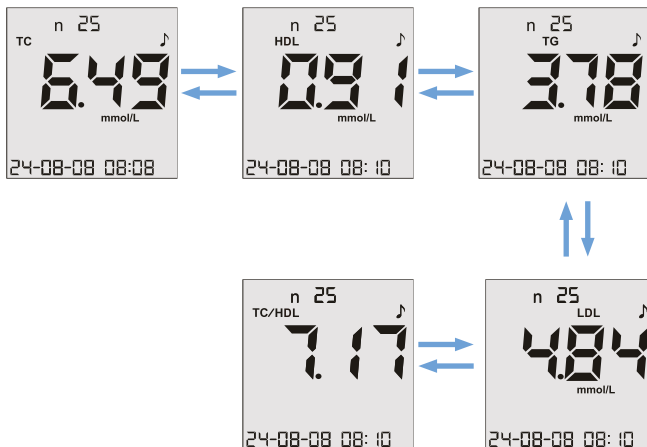 n 25
TC
6.49
mmol/L
24-08-08 08:08
n 25
HDL
0.91
mmol/L
24-08-08 08:10
n 25
TG
3.78
mmol/L
24-08-08 08:10
n 25
TC/HDL
7.17
24-08-08 08:10
n 25
LDL
4.84
mmol/L
24-08-08 08:10